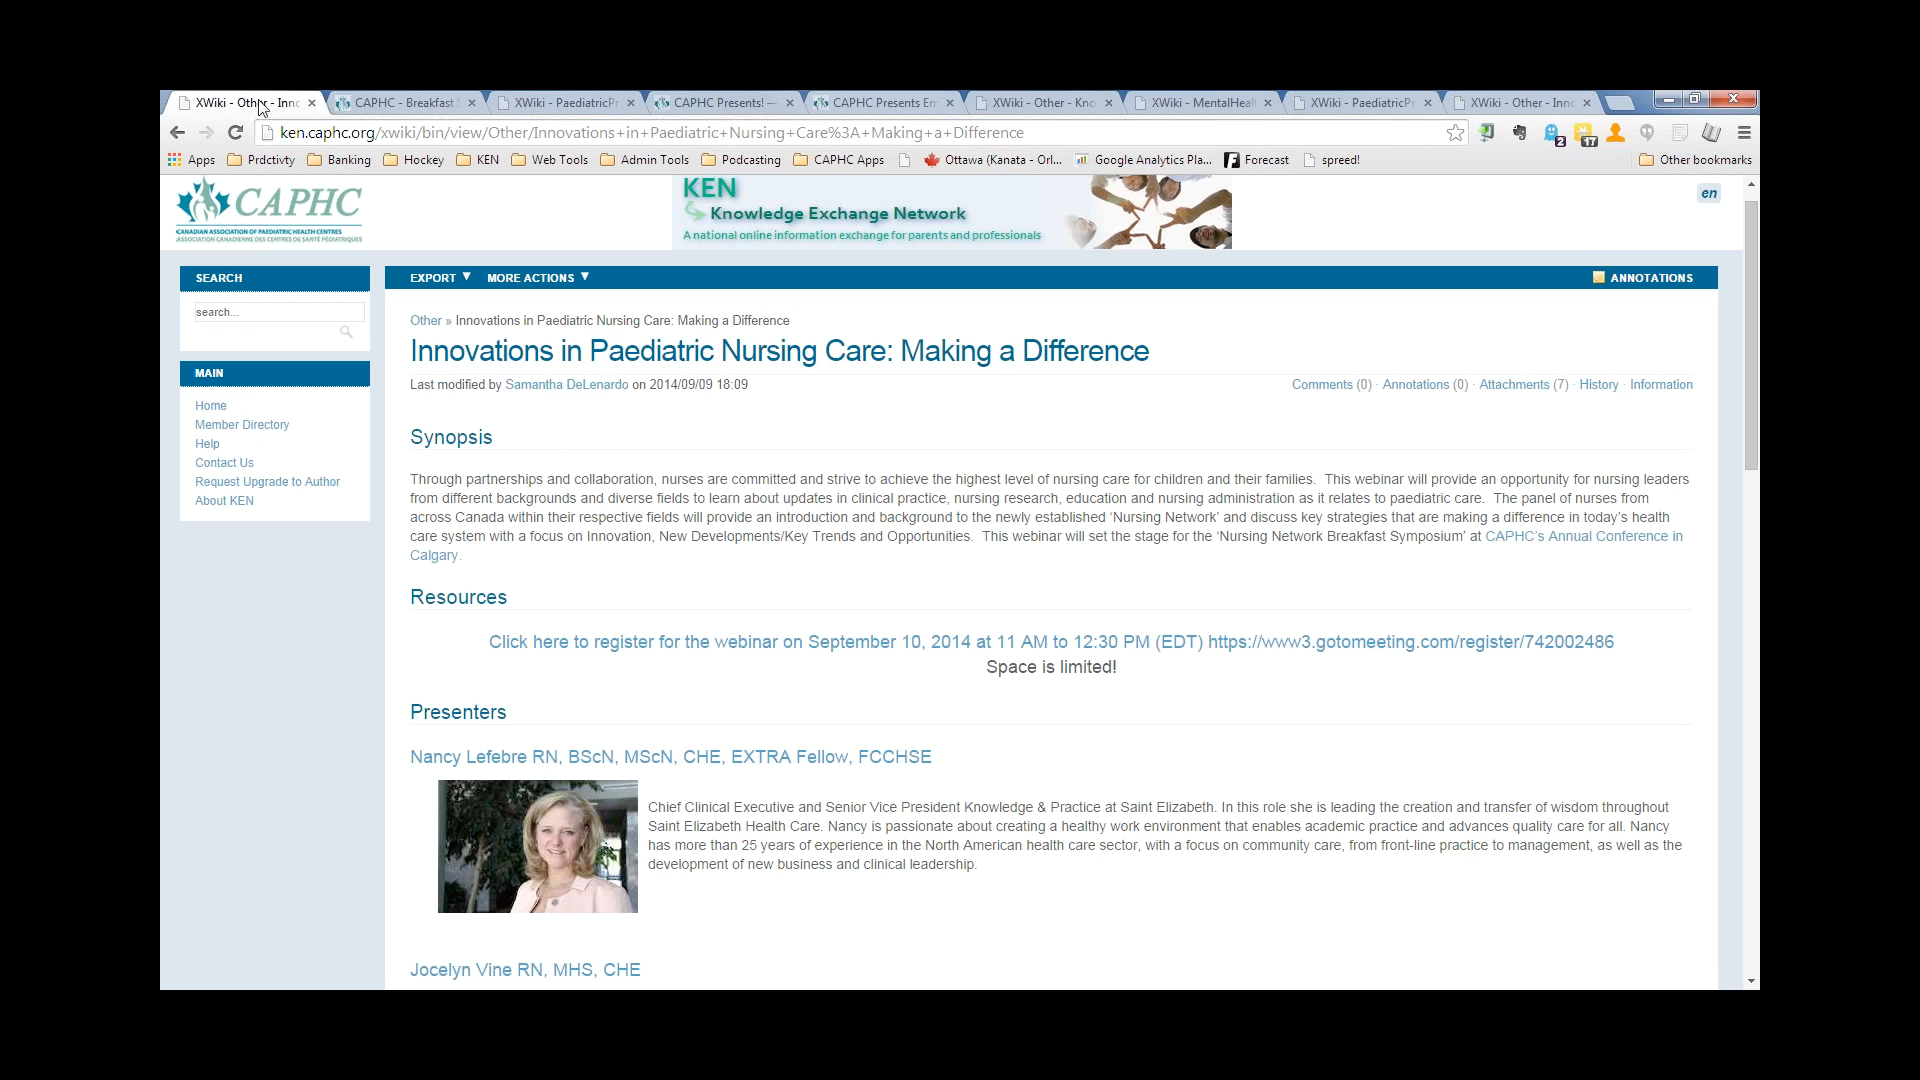 XWiki - Other - Inno
CAPHC - Breakfast
XWiki - PaediatricPr
CAPHC Presents! —
CAPHC Presents Em
XWiki - Other - Kno
XWiki - MentalHeal
XWiki - PaediatricPr
XWiki - Other - Inno
ken.caphc.org/xwiki/bin/view/Other/Innovations+in+Paediatric+Nursing+Care%3A+Making+a+Difference
2
17
Apps Prdctivty Banking Hockey KEN Web Tools Admin Tools Podcasting CAPHC Apps Ottawa (Kanata - Orl... Google Analytics Pla... Forecast spreed! Other bookmarks
CAPHC
CANADIAN ASSOCIATION OF PAEDIATRIC HEALTH CENTRES
ASSOCIATION CANADIENNE DES CENTRES DE SANTÉ PÉDIATRIQUES
KEN
Knowledge Exchange Network
A national online information exchange for parents and professionals
en
SEARCH
search...
MAIN
Home
Member Directory
Help
Contact Us
Request Upgrade to Author
About KEN
EXPORT MORE ACTIONS ANNOTATIONS
Other » Innovations in Paediatric Nursing Care: Making a Difference
Innovations in Paediatric Nursing Care: Making a Difference
Last modified by Samantha DeLenardo on 2014/09/09 18:09
Comments (0) · Annotations (0) · Attachments (7) · History · Information
Synopsis
Through partnerships and collaboration, nurses are committed and strive to achieve the highest level of nursing care for children and their families. This webinar will provide an opportunity for nursing leaders
from different backgrounds and diverse fields to learn about updates in clinical practice, nursing research, education and nursing administration as it relates to paediatric care. The panel of nurses from
across Canada within their respective fields will provide an introduction and background to the newly established ‘Nursing Network’ and discuss key strategies that are making a difference in today’s health
care system with a focus on Innovation, New Developments/Key Trends and Opportunities. This webinar will set the stage for the ‘Nursing Network Breakfast Symposium’ at CAPHC’s Annual Conference in
Calgary.
Resources
Click here to register for the webinar on September 10, 2014 at 11 AM to 12:30 PM (EDT) https://www3.gotomeeting.com/register/742002486
Space is limited!
Presenters
Nancy Lefebre RN, BScN, MScN, CHE, EXTRA Fellow, FCCHSE
Chief Clinical Executive and Senior Vice President Knowledge & Practice at Saint Elizabeth. In this role she is leading the creation and transfer of wisdom throughout
Saint Elizabeth Health Care. Nancy is passionate about creating a healthy work environment that enables academic practice and advances quality care for all. Nancy
has more than 25 years of experience in the North American health care sector, with a focus on community care, from front-line practice to management, as well as the
development of new business and clinical leadership.
Jocelyn Vine RN, MHS, CHE